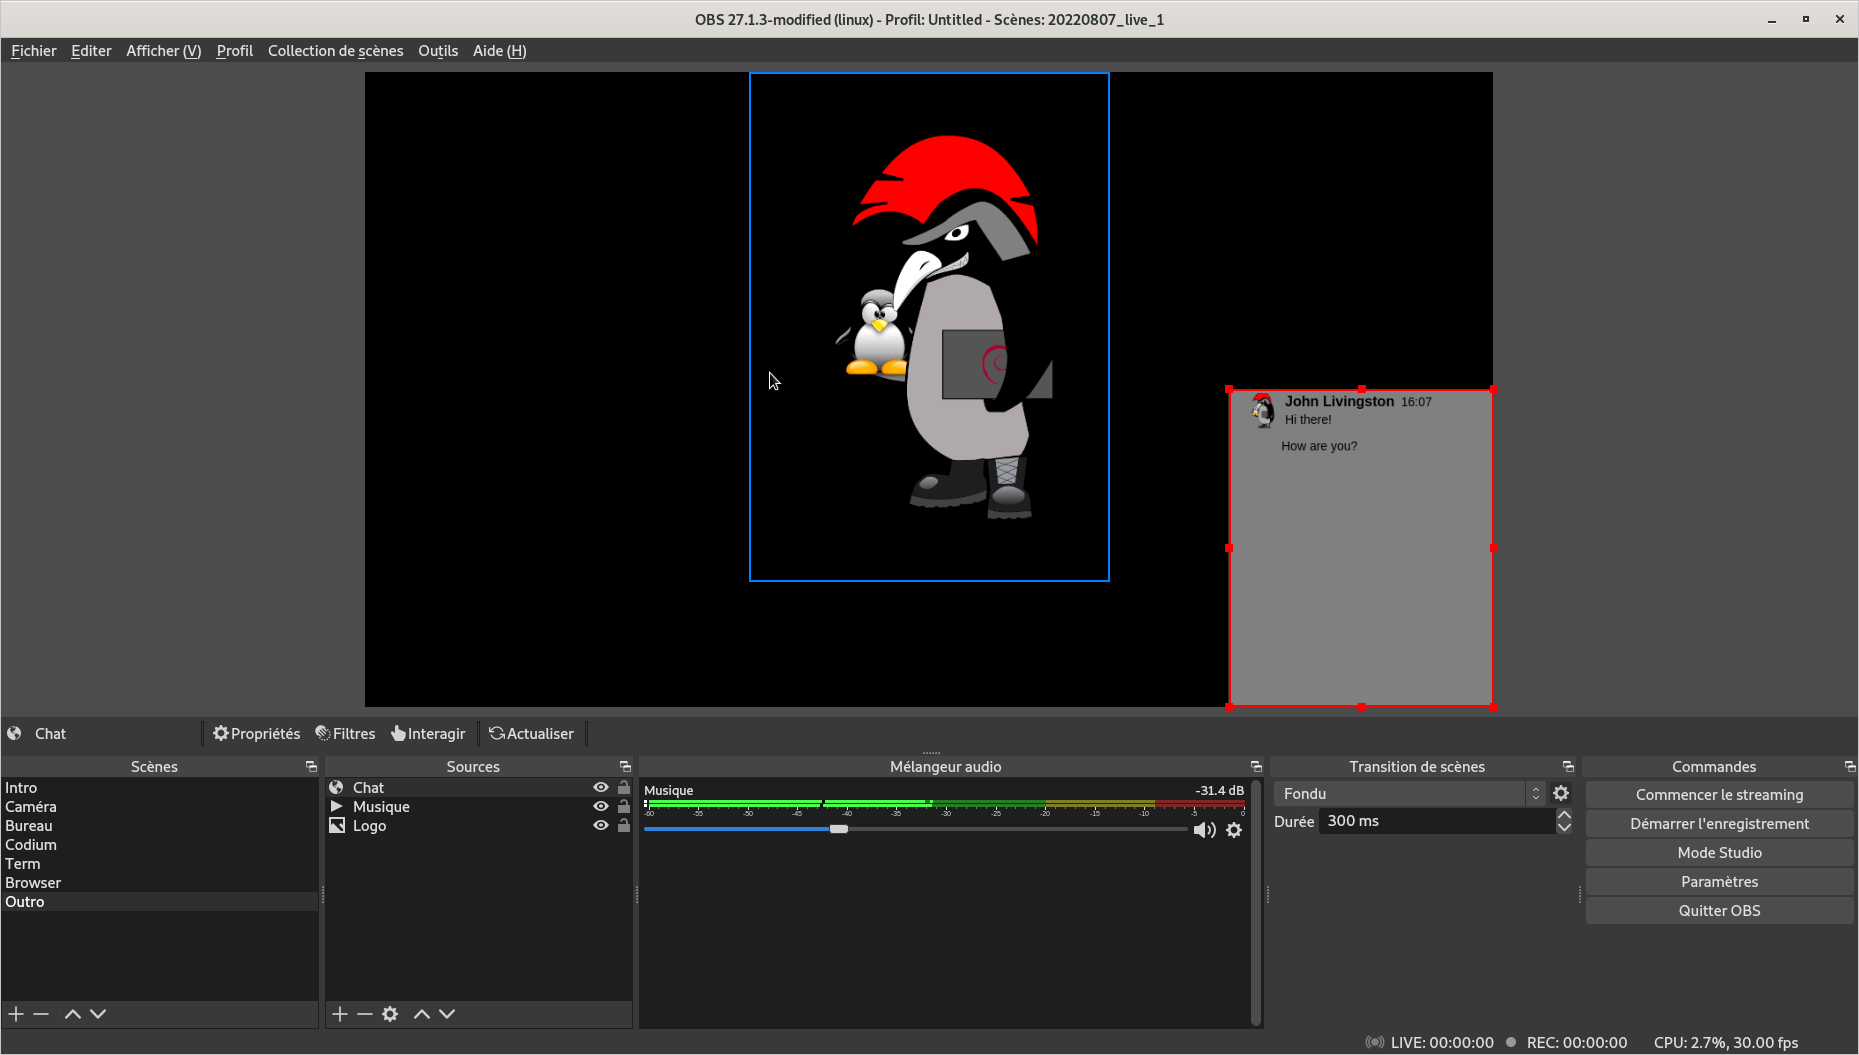 OBS 27.1.3-modified (linux) - Profil: Untitled - Scènes: 20220807_live_1
Fichier Editer Afficher (V) Profil Collection de scènes Outils Aide (H)
John Livingston 16:07
Hi there!
How are you?
Chat Propriétés Filtres Interagir Actualiser
Scènes
Intro
Caméra
Bureau
Codium
Term
Browser
Outro
Sources
Chat
Musique
Logo
Mélangeur audio
Musique -31.4 dB
-60 -55 -50 -45 -40 -35 -30 -25 -20 -15 -10 -5 0
Transition de scènes
Fondu
Durée 300 ms
Commandes
Commencer le streaming
Démarrer l'enregistrement
Mode Studio
Paramètres
Quitter OBS
LIVE: 00:00:00 REC: 00:00:00 CPU: 2.7%, 30.00 fps